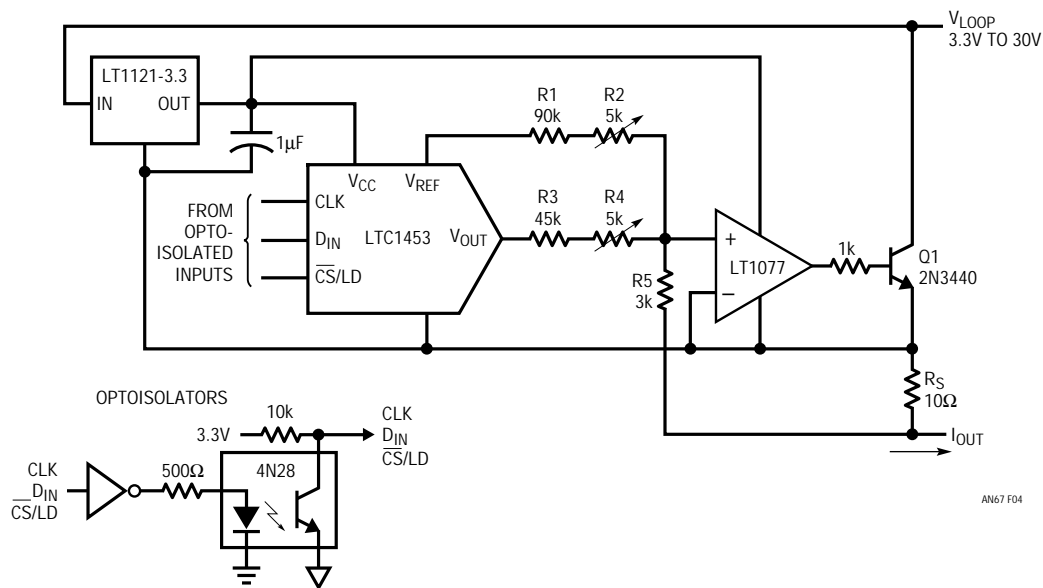 VLOOP
3.3V TO 30V
LT1121-3.3
IN
OUT
1µF
R1
90k
R2
5k
VCC
VREF
FROM
OPTO-
ISOLATED
INPUTS
CLK
DIN
CS/LD
LTC1453
VOUT
R3
45k
R4
5k
R5
3k
+
–
LT1077
1k
Q1
2N3440
RS
10Ω
IOUT
OPTOISOLATORS
3.3V
10k
CLK
DIN
CS/LD
CLK
DIN
CS/LD
500Ω
4N28
AN67 F04